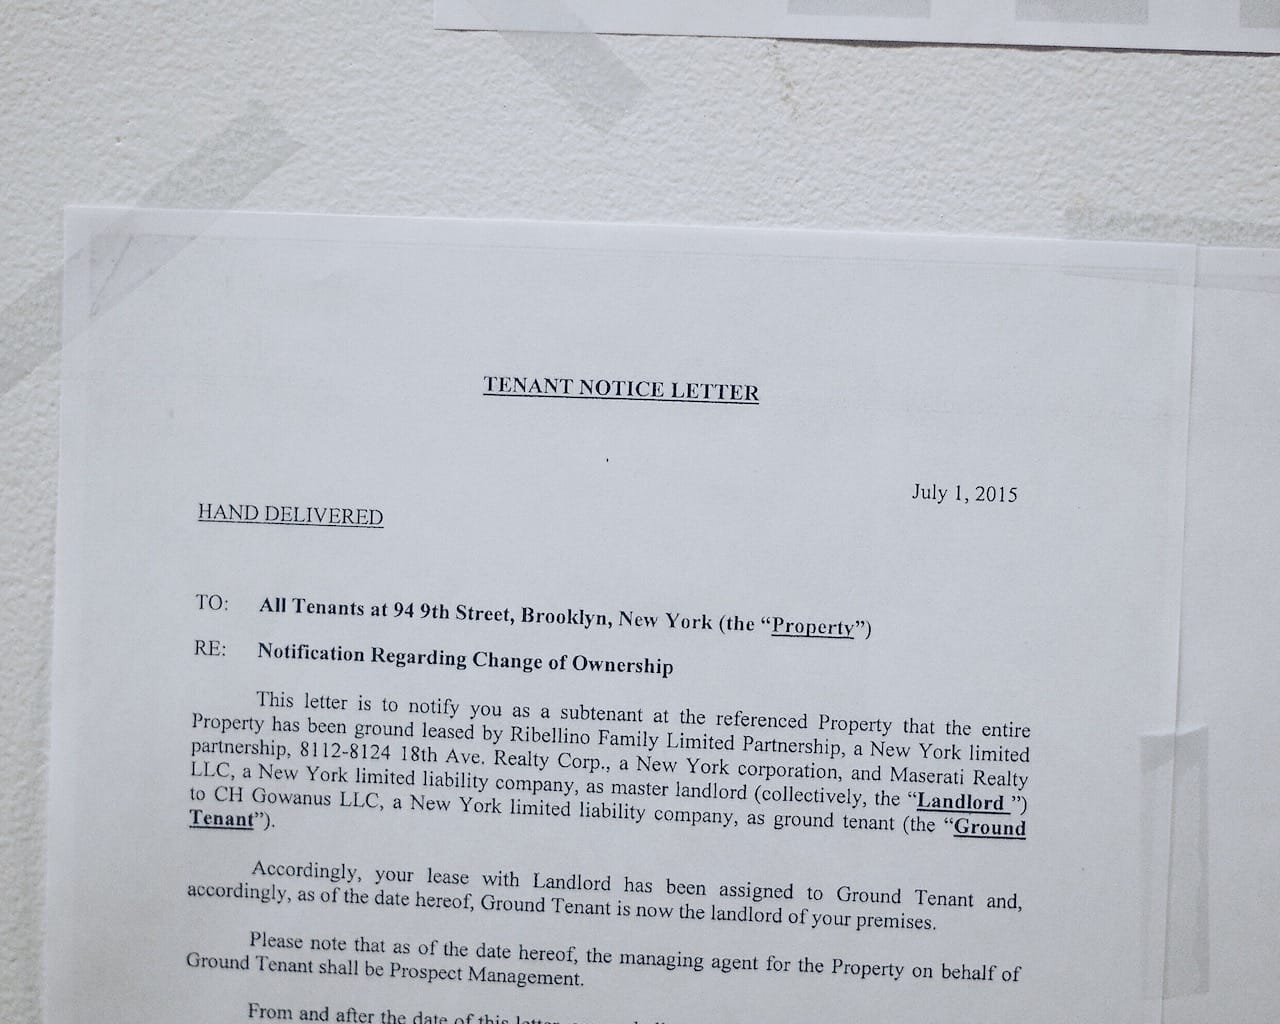 TENANT NOTICE LETTER
July 1, 2015
HAND DELIVERED
TO: All Tenants at 94 9th Street, Brooklyn, New York (the “Property”)
RE: Notification Regarding Change of Ownership
This letter is to notify you as a subtenant at the referenced Property that the entire
Property has been ground leased by Ribellino Family Limited Partnership, a New York limited
partnership, 8112-8124 18th Ave. Realty Corp., a New York corporation, and Maserati Realty
LLC, a New York limited liability company, as master landlord (collectively, the “Landlord ”)
to CH Gowanus LLC, a New York limited liability company, as ground tenant (the “Ground
Tenant”).
Accordingly, your lease with Landlord has been assigned to Ground Tenant and,
accordingly, as of the date hereof, Ground Tenant is now the landlord of your premises.
Please note that as of the date hereof, the managing agent for the Property on behalf of
Ground Tenant shall be Prospect Management.
From and after the date of this letter